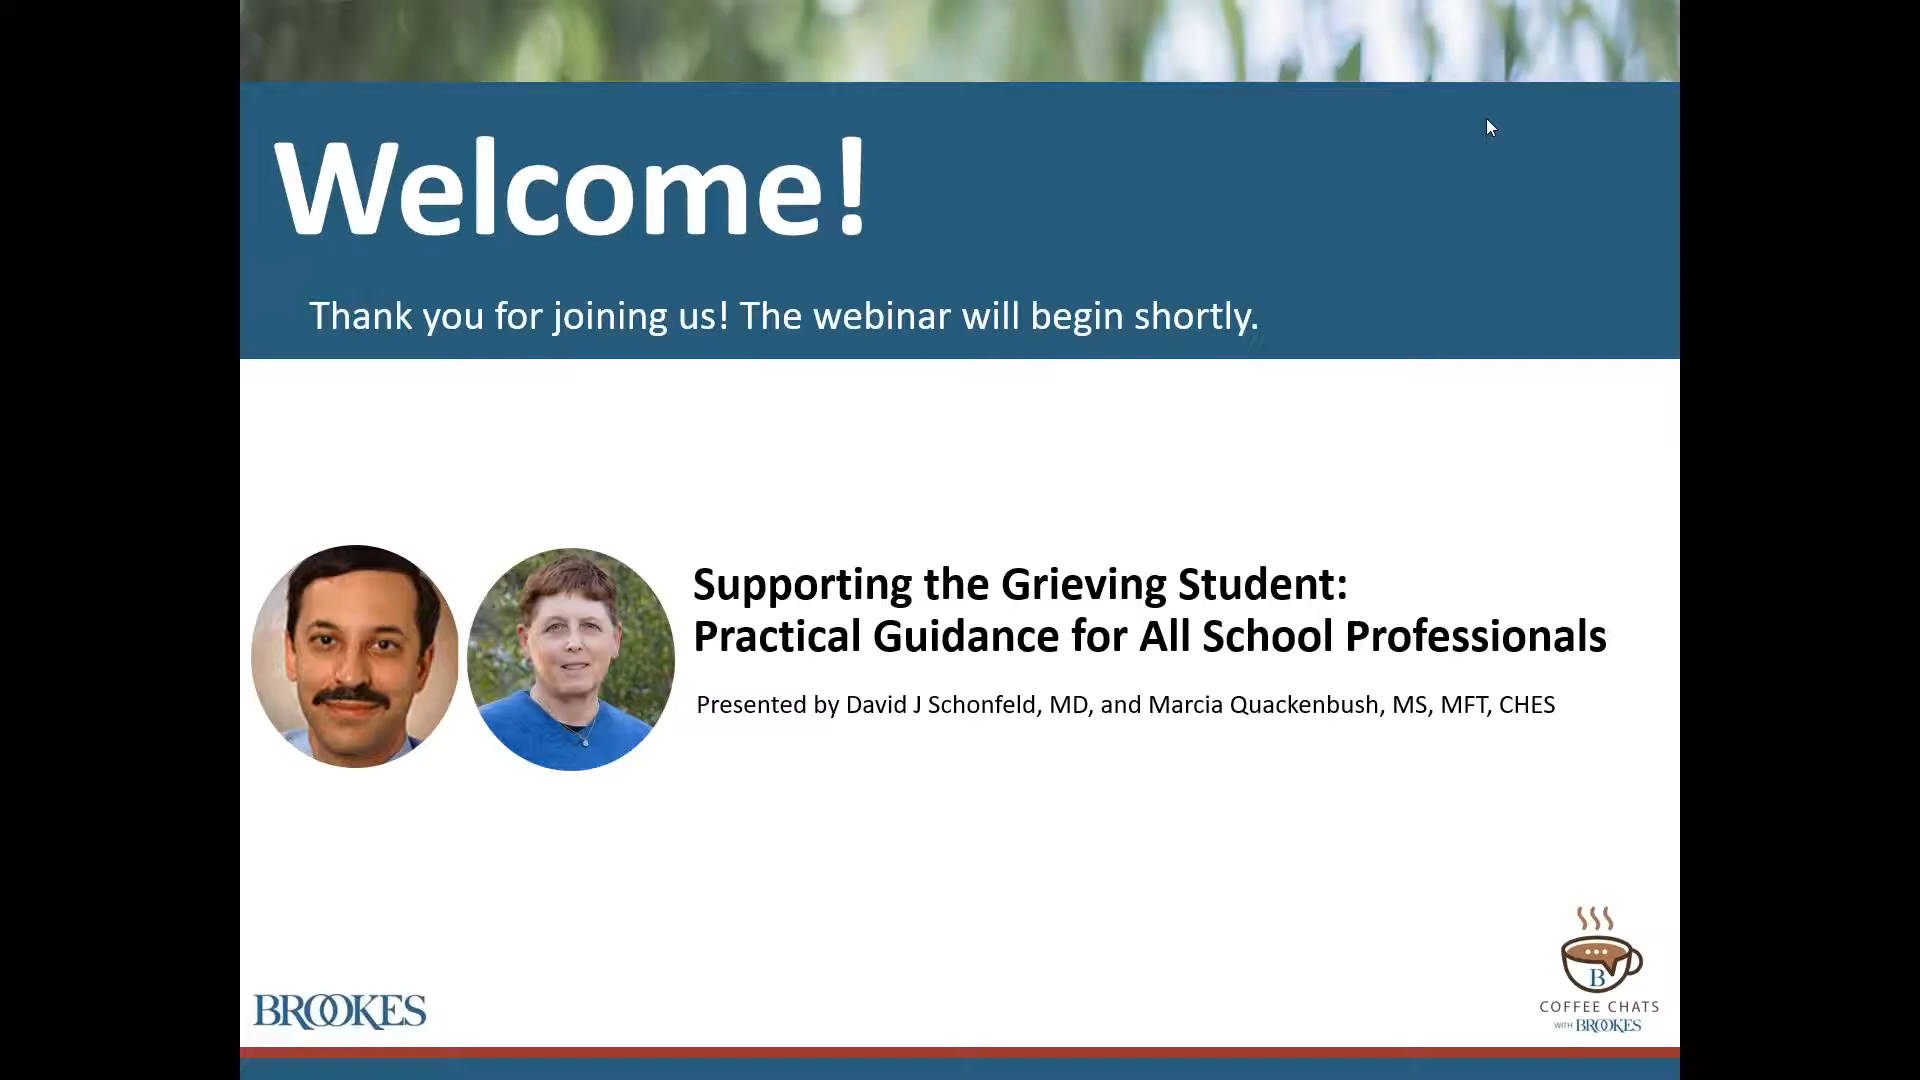 Welcome!
Thank you for joining us! The webinar will begin shortly.
Supporting the Grieving Student:
Practical Guidance for All School Professionals
Presented by David J Schonfeld, MD, and Marcia Quackenbush, MS, MFT, CHES
B
COFFEE CHATS
WITH BROOKES
BROOKES